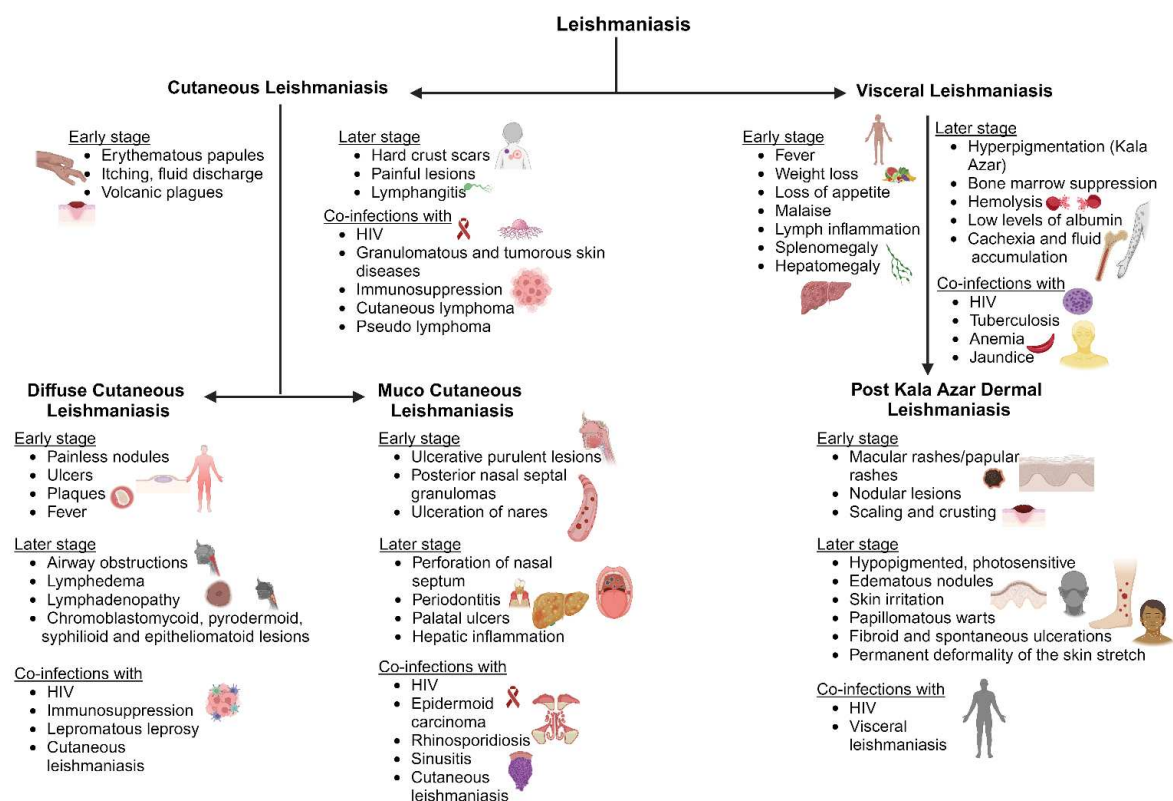 Leishmaniasis
Cutaneous Leishmaniasis
Early stage
• Erythematous papules
• Itching, fluid discharge
• Volcanic plagues
Later stage
• Hard crust scars
• Painful lesions
• Lymphangitis
Co-infections with
• HIV
• Granulomatous and tumorous skin
diseases
• Immunosuppression
• Cutaneous lymphoma
• Pseudo lymphoma
Visceral Leishmaniasis
Early stage
• Fever
• Weight loss
• Loss of appetite
• Malaise
• Lymph inflammation
• Splenomegaly
• Hepatomegaly
Later stage
• Hyperpigmentation (Kala
Azar)
• Bone marrow suppression
• Hemolysis
• Low levels of albumin
• Cachexia and fluid
accumulation
Co-infections with
• HIV
• Tuberculosis
• Anemia
• Jaundice
Diffuse Cutaneous
Leishmaniasis
Early stage
• Painless nodules
• Ulcers
• Plaques
• Fever
Later stage
• Airway obstructions
• Lymphedema
• Lymphadenopathy
• Chromoblastomycoid, pyrodermoid,
syphilioid and epitheliomatoid lesions
Co-infections with
• HIV
• Immunosuppression
• Lepromatous leprosy
• Cutaneous
leishmaniasis
Muco Cutaneous
Leishmaniasis
Early stage
• Ulcerative purulent lesions
• Posterior nasal septal
granulomas
• Ulceration of nares
Later stage
• Perforation of nasal
septum
• Periodontitis
• Palatal ulcers
• Hepatic inflammation
Co-infections with
• HIV
• Epidermoid
carcinoma
• Rhinosporidiosis
• Sinusitis
• Cutaneous
leishmaniasis
Post Kala Azar Dermal
Leishmaniasis
Early stage
• Macular rashes/papular
rashes
• Nodular lesions
• Scaling and crusting
Later stage
• Hypopigmented, photosensitive
• Edematous nodules
• Skin irritation
• Papillomatous warts
• Fibroid and spontaneous ulcerations
• Permanent deformality of the skin stretch
Co-infections with
• HIV
• Visceral
leishmaniasis